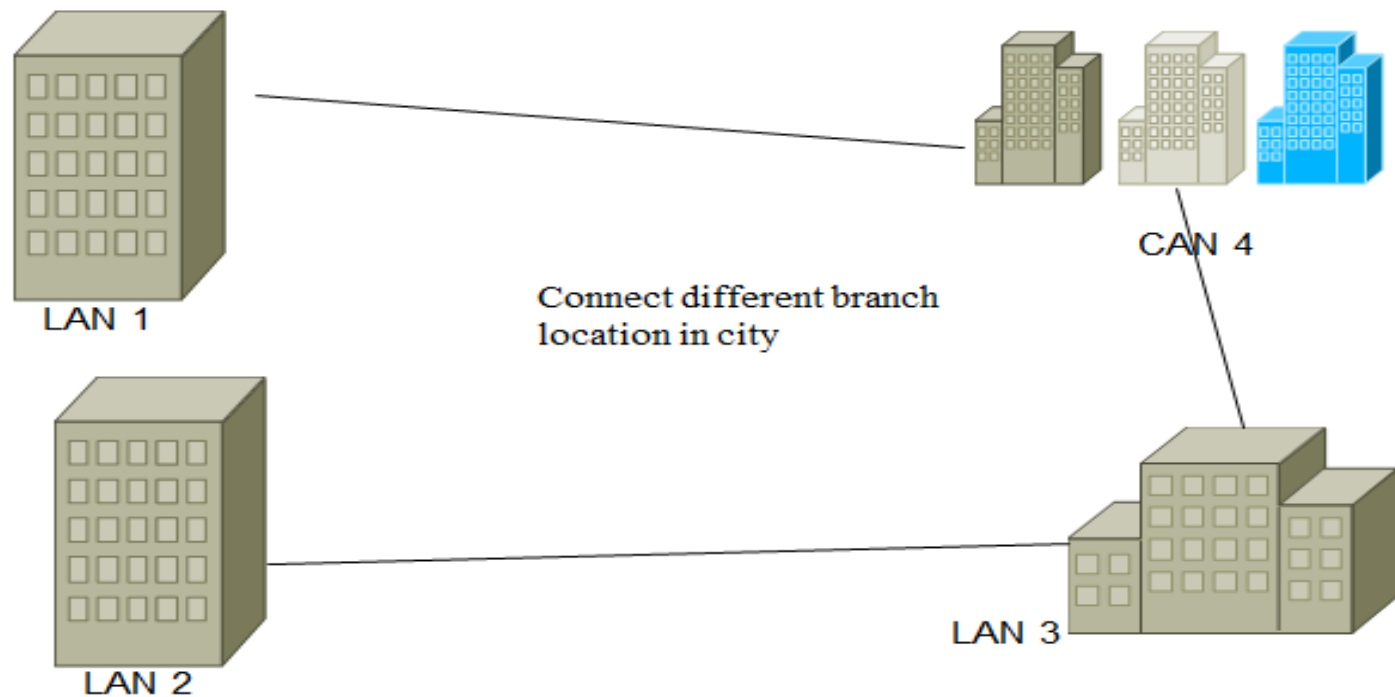 LAN 1
CAN 4
Connect different branch
location in city
LAN 2
LAN 3